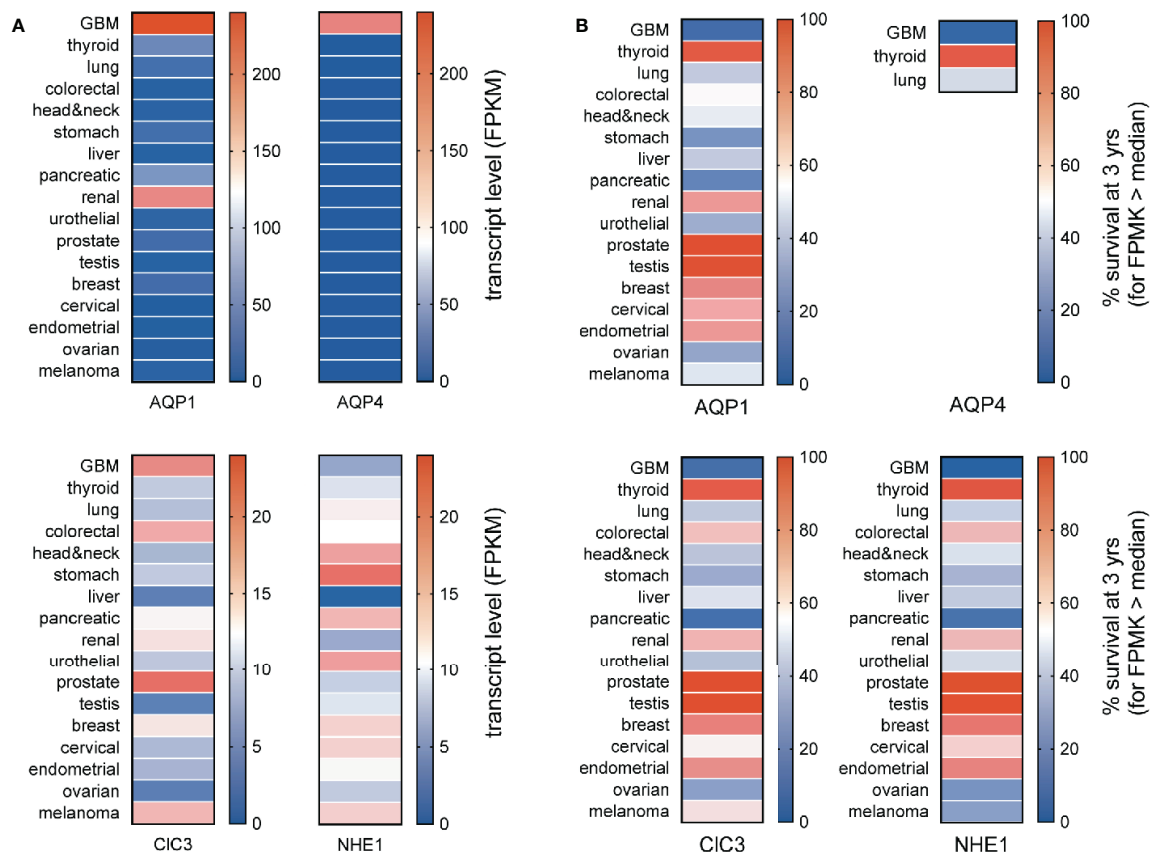 A
GBM
thyroid
lung
colorectal
head&neck
stomach
liver
pancreatic
renal
urothelial
prostate
testis
breast
cervical
endometrial
ovarian
melanoma
AQP1
200
150
100
50
0
AQP4
200
150
100
50
0
transcript level (FPKM)
B
GBM
thyroid
lung
colorectal
head&neck
stomach
liver
pancreatic
renal
urothelial
prostate
testis
breast
cervical
endometrial
ovarian
melanoma
AQP1
100
80
60
40
20
0
GBM
thyroid
lung
AQP4
100
80
60
40
20
0
% survival at 3 yrs
(for FPMK > median)
GBM
thyroid
lung
colorectal
head&neck
stomach
liver
pancreatic
renal
urothelial
prostate
testis
breast
cervical
endometrial
ovarian
melanoma
ClC3
20
15
10
5
0
NHE1
20
15
10
5
0
transcript level (FPKM)
GBM
thyroid
lung
colorectal
head&neck
stomach
liver
pancreatic
renal
urothelial
prostate
testis
breast
cervical
endometrial
ovarian
melanoma
ClC3
100
80
60
40
20
0
GBM
thyroid
lung
colorectal
head&neck
stomach
liver
pancreatic
renal
urothelial
prostate
testis
breast
cervical
endometrial
ovarian
melanoma
NHE1
100
80
60
40
20
0
% survival at 3 yrs
(for FPMK > median)